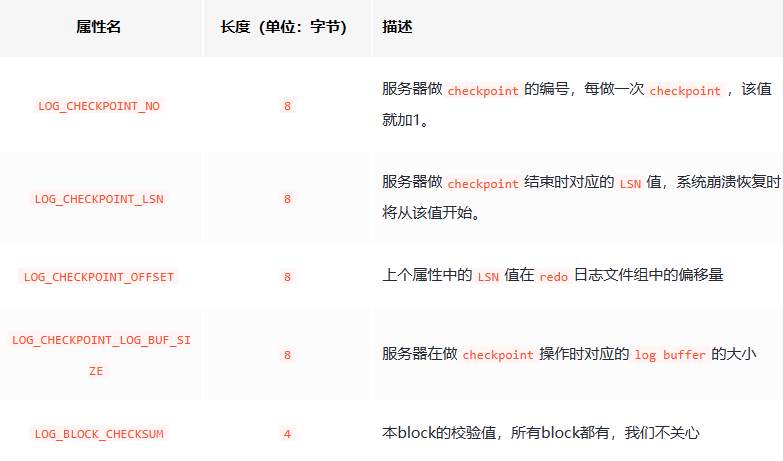 属性名 长度（单位：字节） 描述
LOG_CHECKPOINT_NO 8 服务器做 checkpoint 的编号，每做一次 checkpoint ，该值
就加1。
LOG_CHECKPOINT_LSN 8 服务器做 checkpoint 结束时对应的 LSN 值，系统崩溃恢复时
将从该值开始。
LOG_CHECKPOINT_OFFSET 8 上个属性中的 LSN 值在 redo 日志文件组中的偏移量
LOG_CHECKPOINT_LOG_BUF_SI
ZE 8 服务器在做 checkpoint 操作时对应的 log buffer 的大小
LOG_BLOCK_CHECKSUM 4 本block的校验值，所有block都有，我们不关心